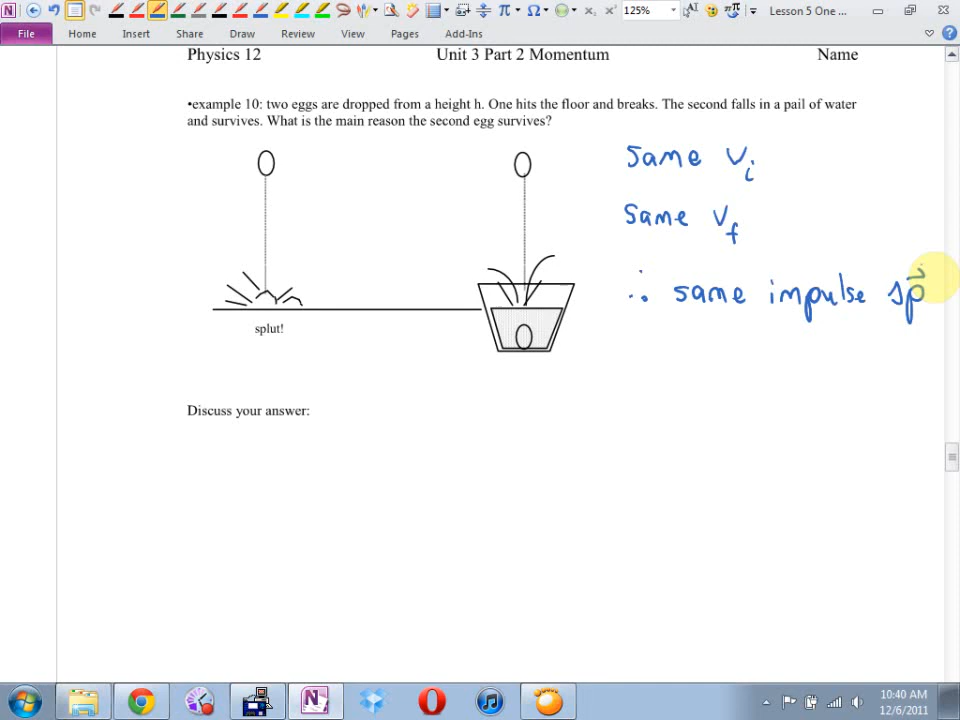 125%
Lesson 5 One ...
File Home Insert Share Draw Review View Pages Add-Ins
Physics 12 Unit 3 Part 2 Momentum Name
•example 10: two eggs are dropped from a height h. One hits the floor and breaks. The second falls in a pail of water
and survives. What is the main reason the second egg survives?
Same vi
Same vf
∴ same impulse
splut!
Discuss your answer:
10:40 AM
12/6/2011